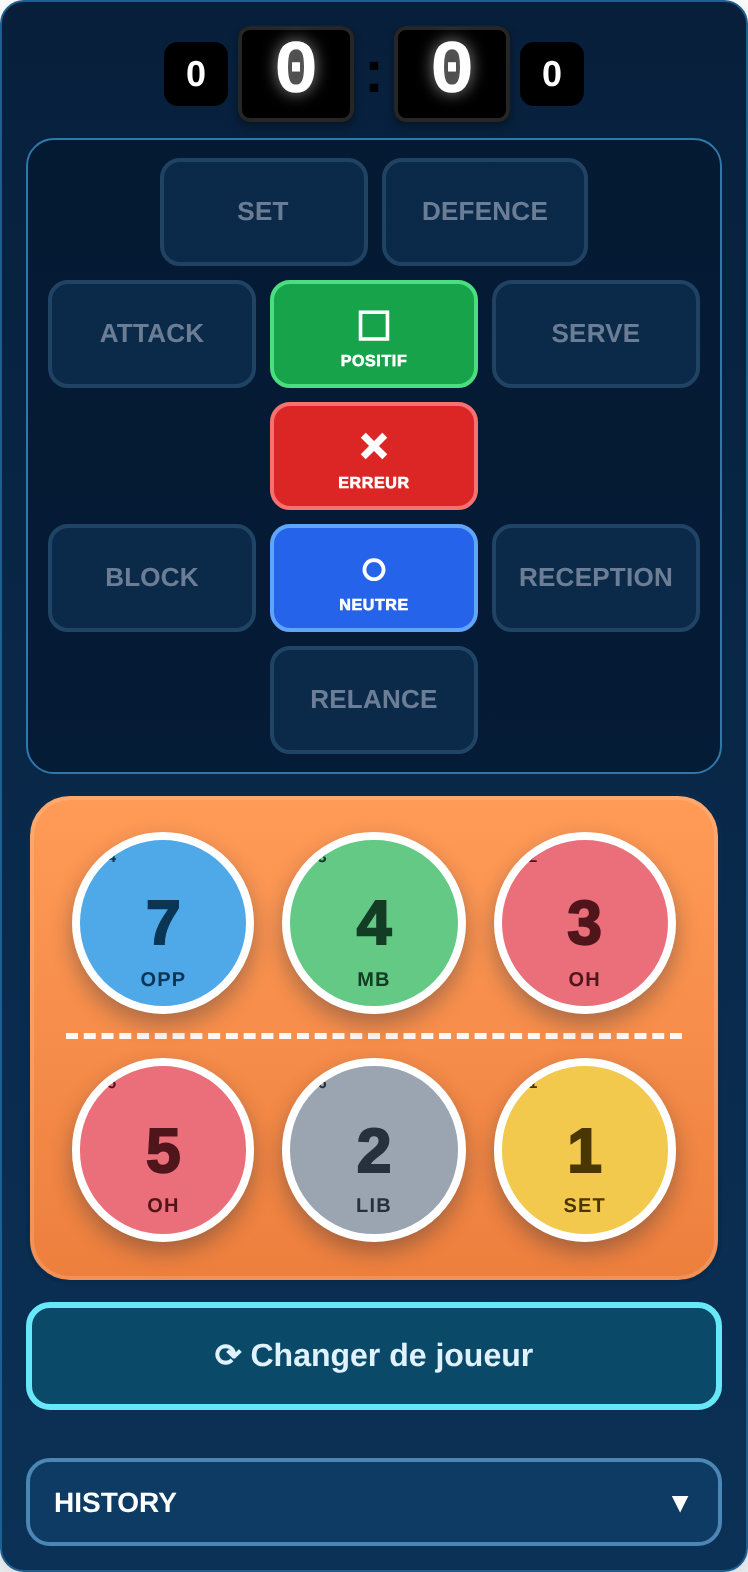 0 0 : 0 0
SET DEFENCE
ATTACK POSITIF SERVE
ERREUR
BLOCK NEUTRE RECEPTION
RELANCE
7 4 3
OPP MB OH
5 2 1
OH LIB SET
⟳ Changer de joueur
HISTORY ▼